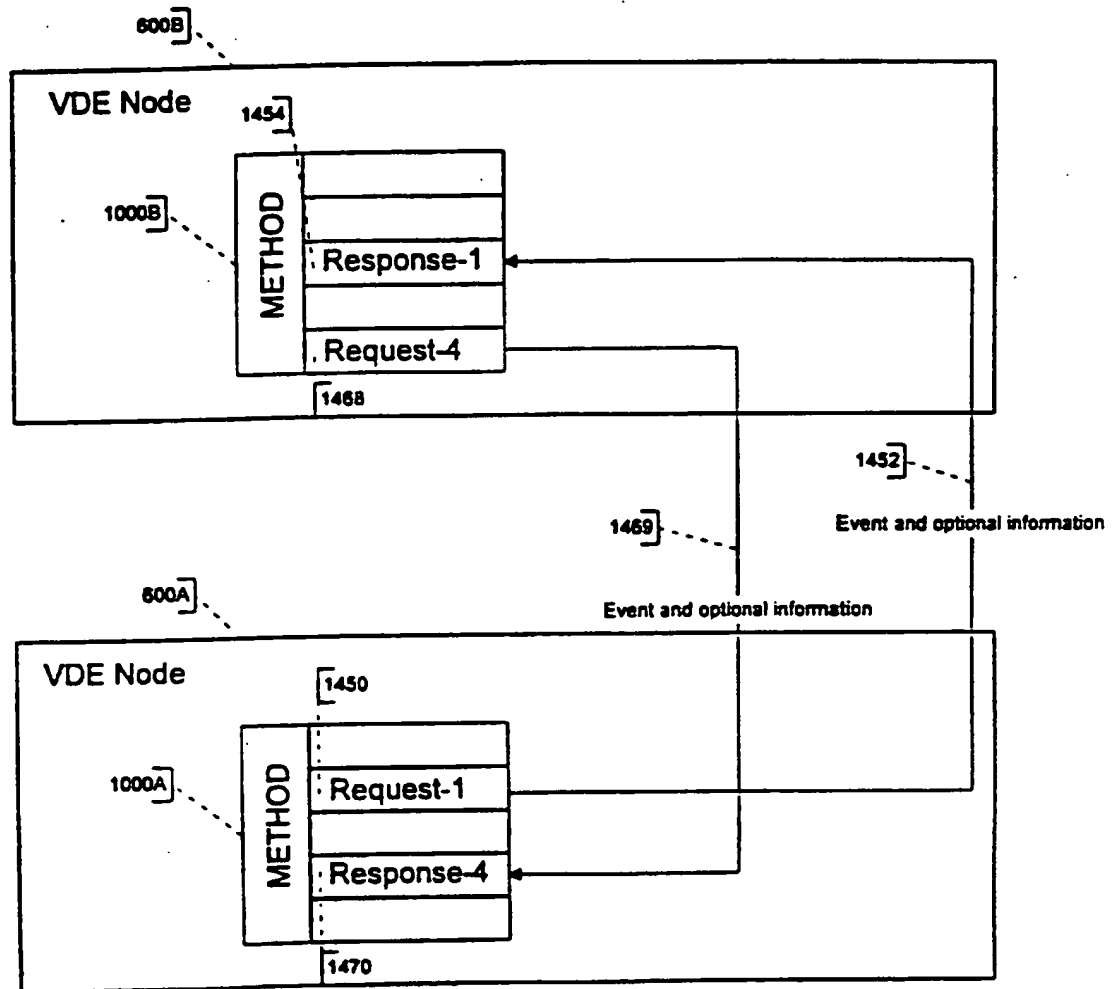 600B
VDE Node
1454
1000B
METHOD
Response-1
Request-4
1468
1452
Event and optional information
1469
600A
Event and optional information
VDE Node
1450
1000A
METHOD
Request-1
Response-4
1470